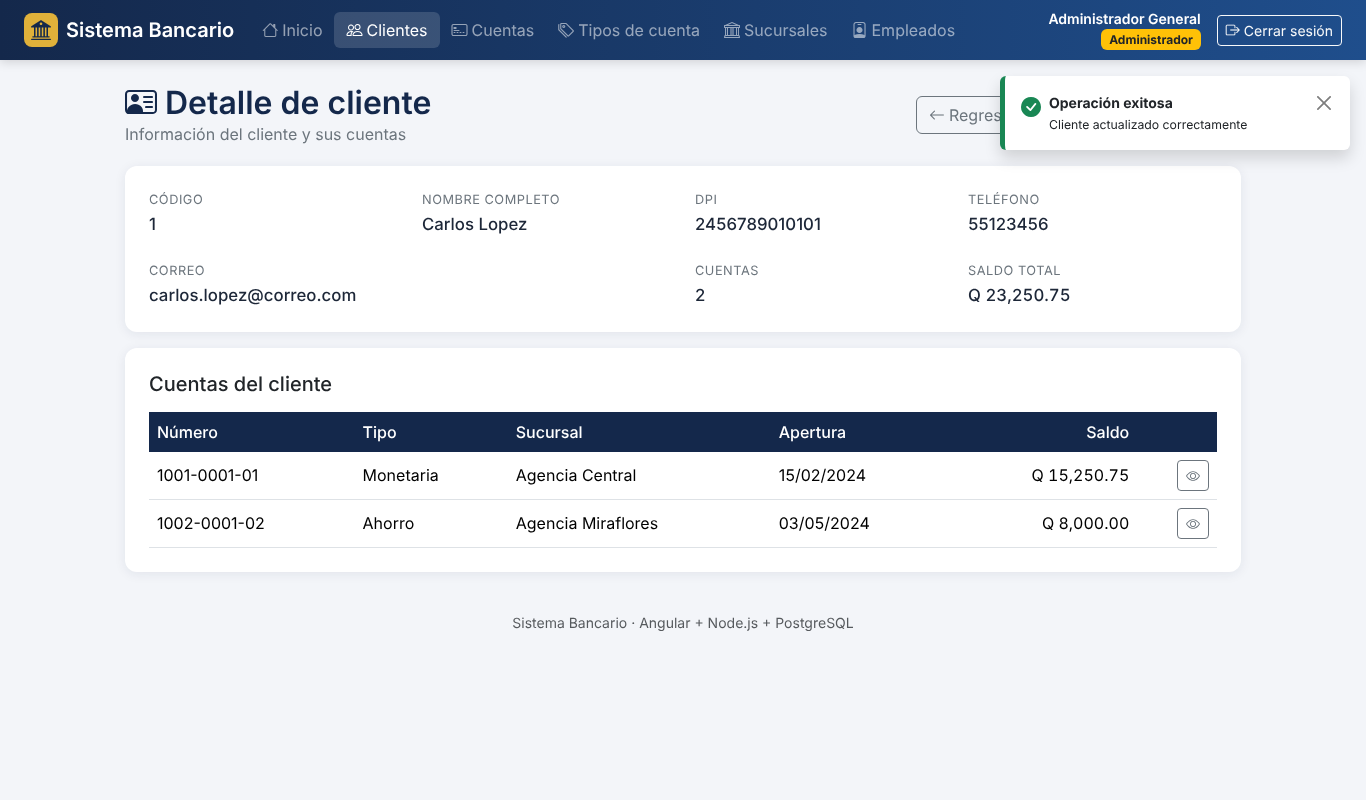 Sistema Bancario
Inicio
Clientes
Cuentas
Tipos de cuenta
Sucursales
Empleados
Administrador General
Administrador
Cerrar sesión
Detalle de cliente
Información del cliente y sus cuentas
Operación exitosa
Cliente actualizado correctamente
CÓDIGO NOMBRE COMPLETO DPI TELÉFONO
1 Carlos Lopez 2456789010101 55123456
CORREO CUENTAS SALDO TOTAL
carlos.lopez@correo.com 2 Q 23,250.75
Cuentas del cliente
Número Tipo Sucursal Apertura Saldo
1001-0001-01 Monetaria Agencia Central 15/02/2024 Q 15,250.75
1002-0001-02 Ahorro Agencia Miraflores 03/05/2024 Q 8,000.00
Sistema Bancario · Angular + Node.js + PostgreSQL